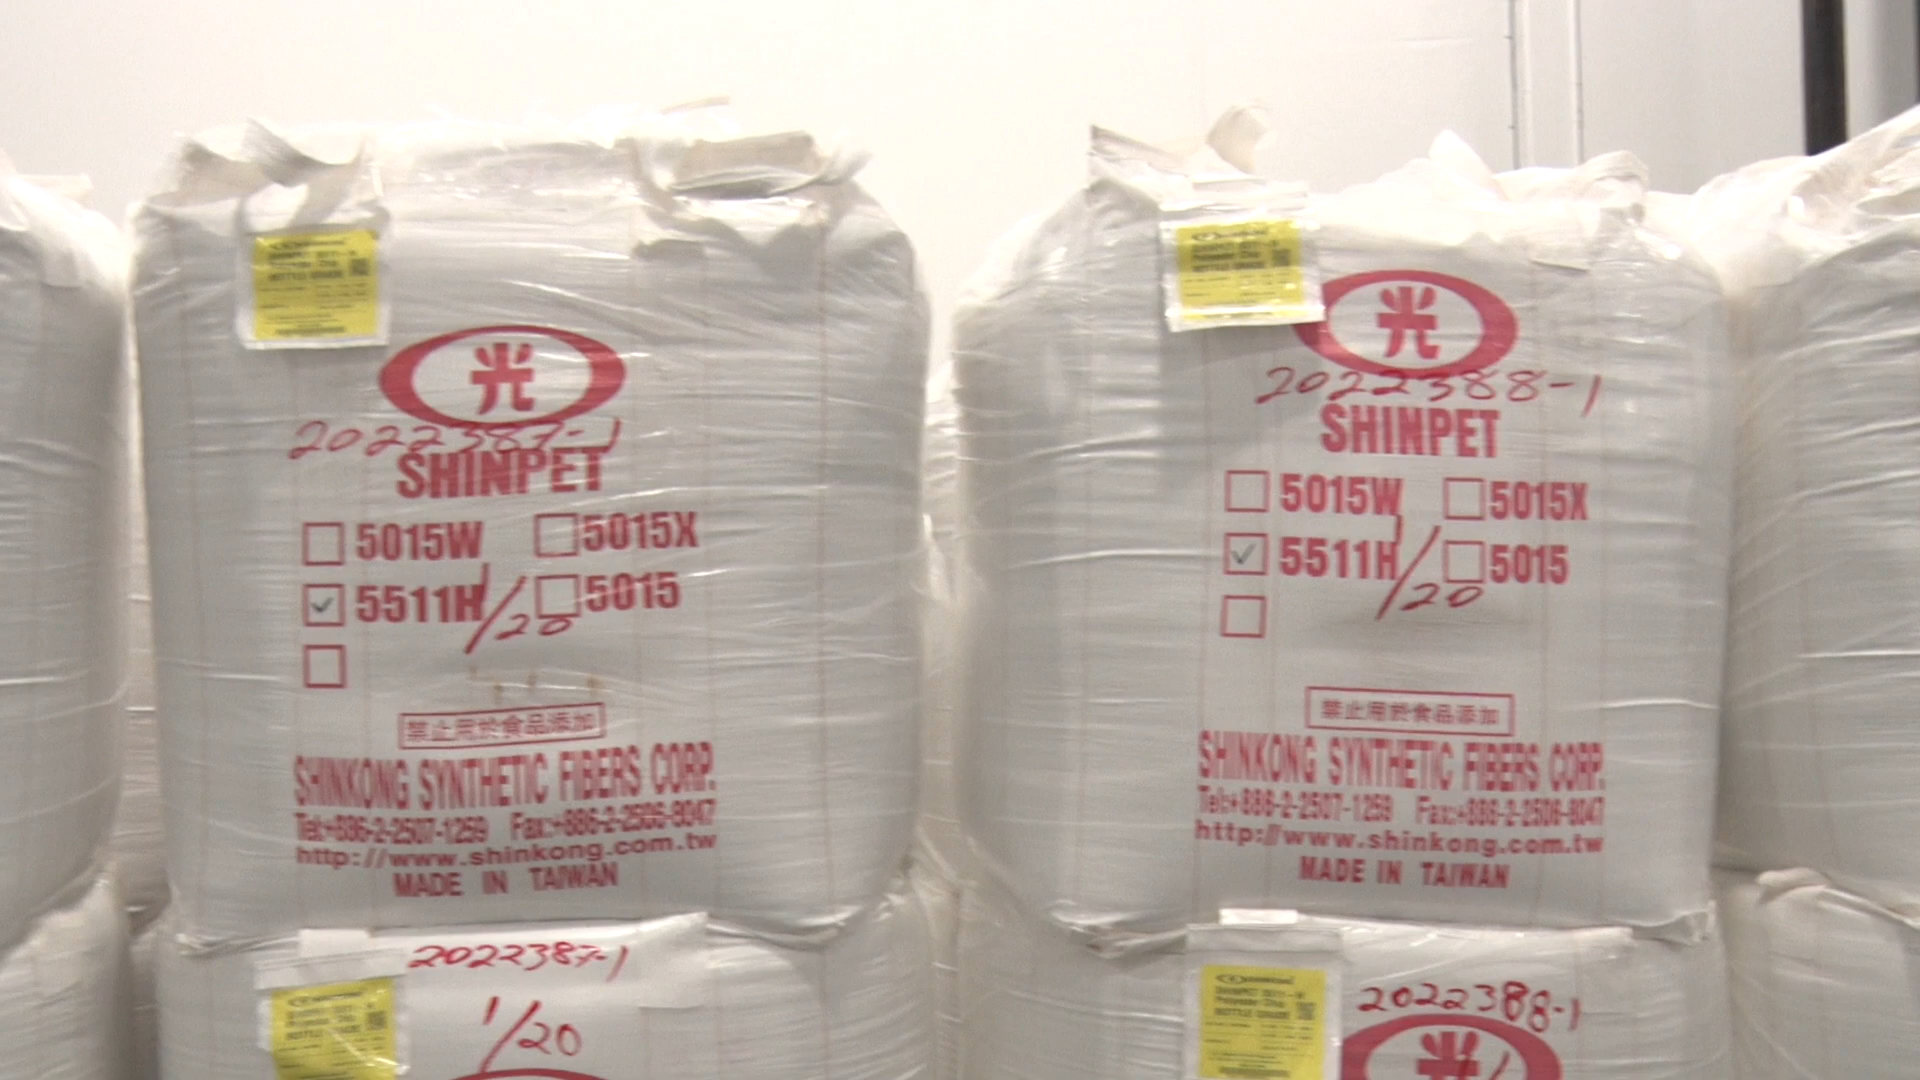 光
2022387-1
SHINPET
5015W 5015X
5511H 5015
1/20
禁止用於食品添加
SHINKONG SYNTHETIC FIBERS CORP.
Tel:+886-2-2507-1259 Fax:+886-2-2506-8047
http://www.shinkong.com.tw
MADE IN TAIWAN
2022387-1
1/20
光
2022388-1
SHINPET
5015W 5015X
5511H 5015
1/20
禁止用於食品添加
SHINKONG SYNTHETIC FIBERS CORP.
Tel:+886-2-2507-1259 Fax:+886-2-2506-8047
http://www.shinkong.com.tw
MADE IN TAIWAN
2022388-1
Polyester Chip
BOTTLE GRADE